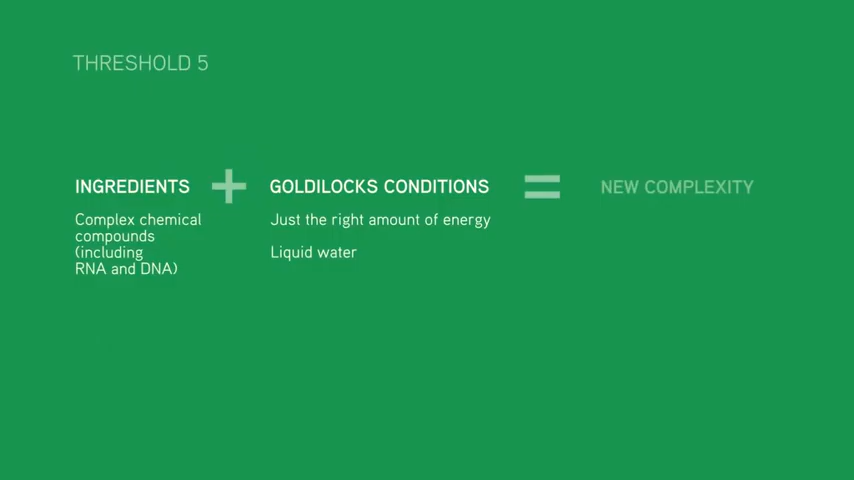 THRESHOLD 5
INGREDIENTS + GOLDILOCKS CONDITIONS = NEW COMPLEXITY
Complex chemical
compounds
(including
RNA and DNA)
Just the right amount of energy
Liquid water